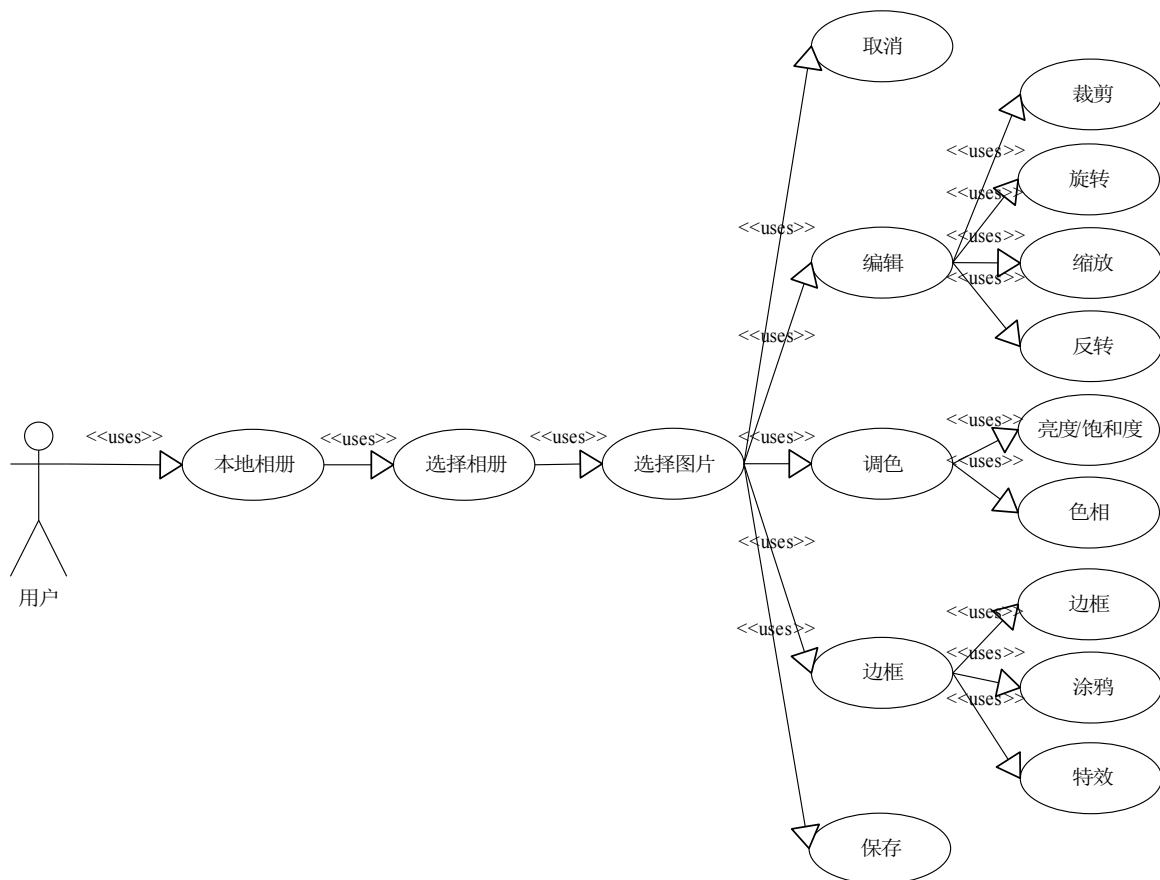 取消
裁剪
<<uses>>
旋转
<<uses>>
<<uses>>
<<uses>>
编辑
缩放
<<uses>>
<<uses>>
反转
<<uses>>
亮度/饱和度
<<uses>>
<<uses>>
<<uses>>
<<uses>>
本地相册
选择相册
选择图片
调色
<<uses>>
色相
<<uses>>
用户
边框
<<uses>>
<<uses>>
<<uses>>
边框
涂鸦
<<uses>>
特效
保存